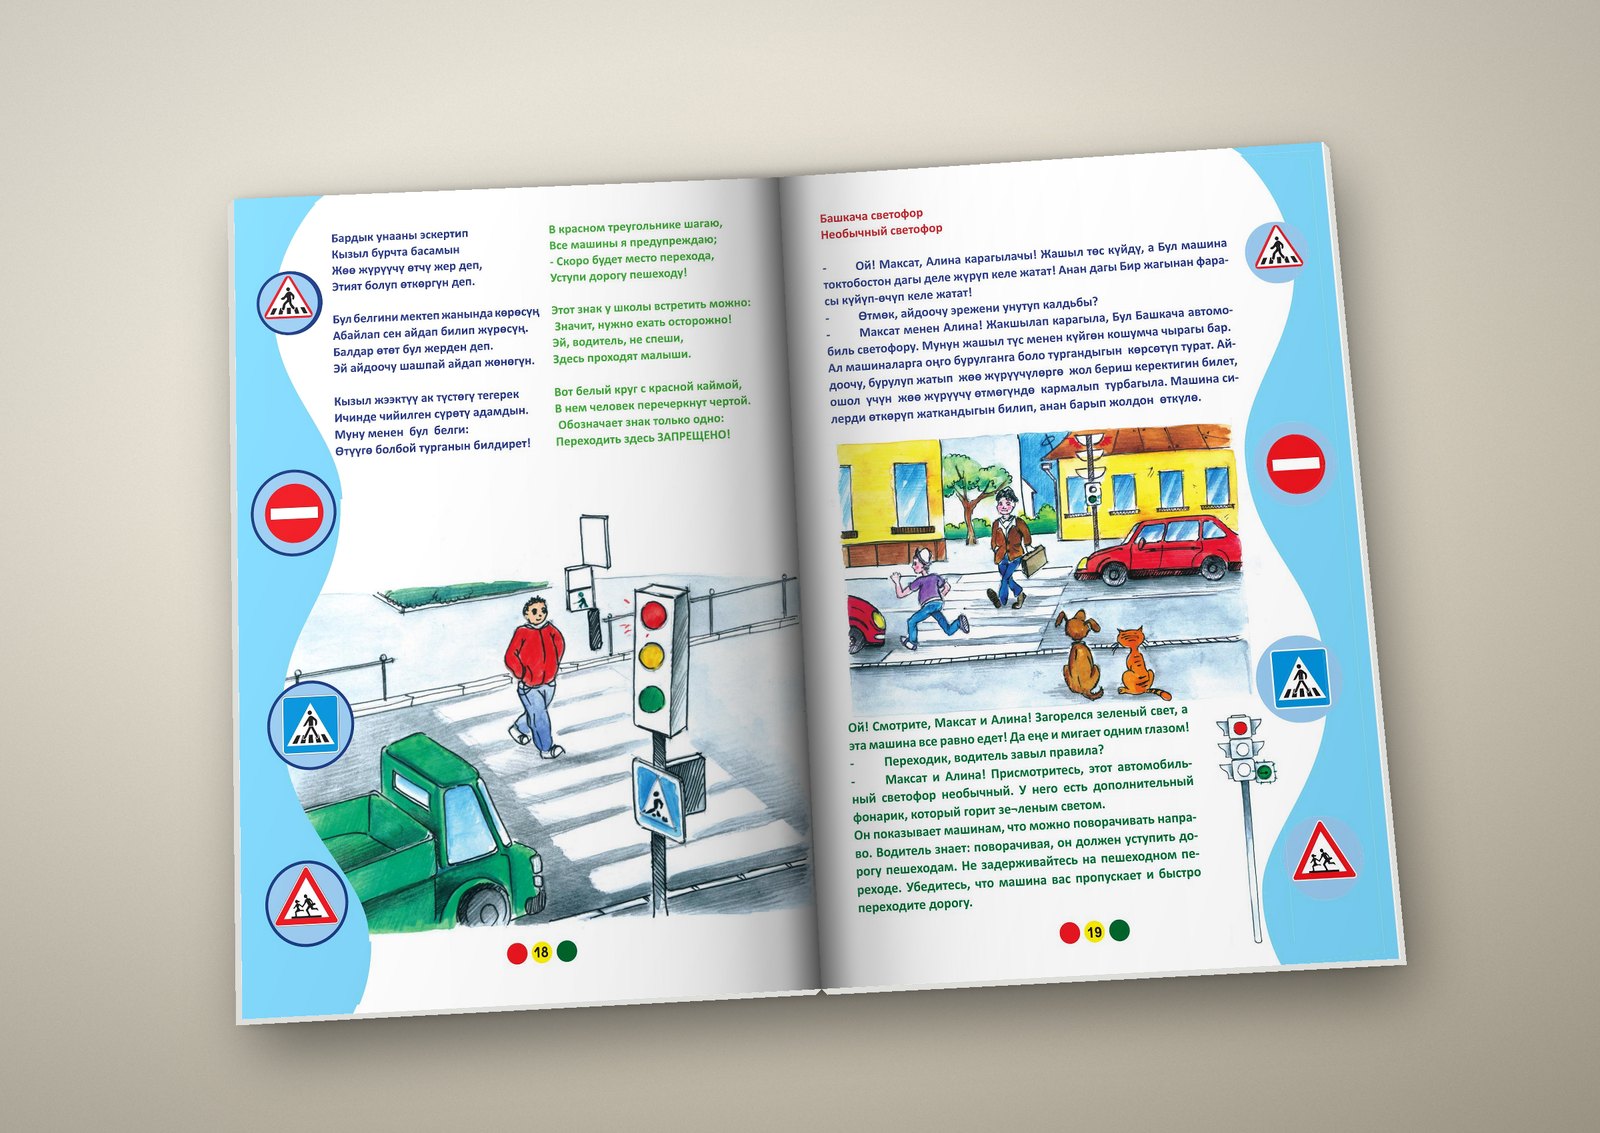 Бардык унааны эскертип
Кызыл бурчта басамын
Жөө жүрүүчү өтчү жер деп,
Этият болуп өткөргүн деп.
Бул белгини мектеп жанында көрөсүң
Абайлап сен айдап билип жүрөсүң.
Балдар өтөт бул жерден деп.
Эй айдоочу шашпай айдап жөнөгүн.
Кызыл жээктүү ак түстөгү тегерек
Ичинде чийилген сүрөтү адамдын.
Муну менен бул белги:
Өтүүгө болбой турганын билдирет!
В красном треугольнике шагаю,
Все машины я предупреждаю;
- Скоро будет место перехода,
Уступи дорогу пешеходу!
Этот знак у школы встретить можно:
Значит, нужно ехать осторожно!
Эй, водитель, не спеши,
Здесь проходят малыши.
Вот белый круг с красной каймой,
В нем человек перечеркнут чертой.
Обозначает знак только одно:
Переходить здесь ЗАПРЕЩЕНО!
18
Башкача светофор
Необычный светофор
- Ой! Максат, Алина карагылачы! Жашыл төс күйдү, а Бул машина
токтобостон дагы деле жүрүп келе жатат! Анан дагы Бир жагынан фара-
сы күйүп-өчүп келе жатат!
- Өтмөк, айдоочу эрежени унутуп калдьбы?
- Максат менен Алина! Жакшылап карагыла, Бул Башкача автомо-
биль светофору. Мунун жашыл түс менен күйгөн кошумча чырагы бар.
Ал машиналарга оңго бурулганга боло тургандыгын көрсөтүп турат. Ай-
доочу, бурулуп жатып жөө жүрүүчүлөргө жол бериш керектигин билет,
ошол үчүн жөө жүрүүчү өтмөгүндө кармалып турбагыла. Машина си-
лерди өткөрүп жаткандыгын билип, анан барып жолдон өткүлө.
Ой! Смотрите, Максат и Алина! Загорелся зеленый свет, а
эта машина все равно едет! Да еңе и мигает одним глазом!
- Переходик, водитель завыл правила?
- Максат и Алина! Присмотритесь, этот автомобиль-
ный светофор необычный. У него есть дополнительный
фонарик, который горит зе–леным светом.
Он показывает машинам, что можно поворачивать напра-
во. Водитель знает: поворачивая, он должен уступить до-
рогу пешеходам. Не задерживайтесь на пешеходном пе-
реходе. Убедитесь, что машина вас пропускает и быстро
переходите дорогу.
19